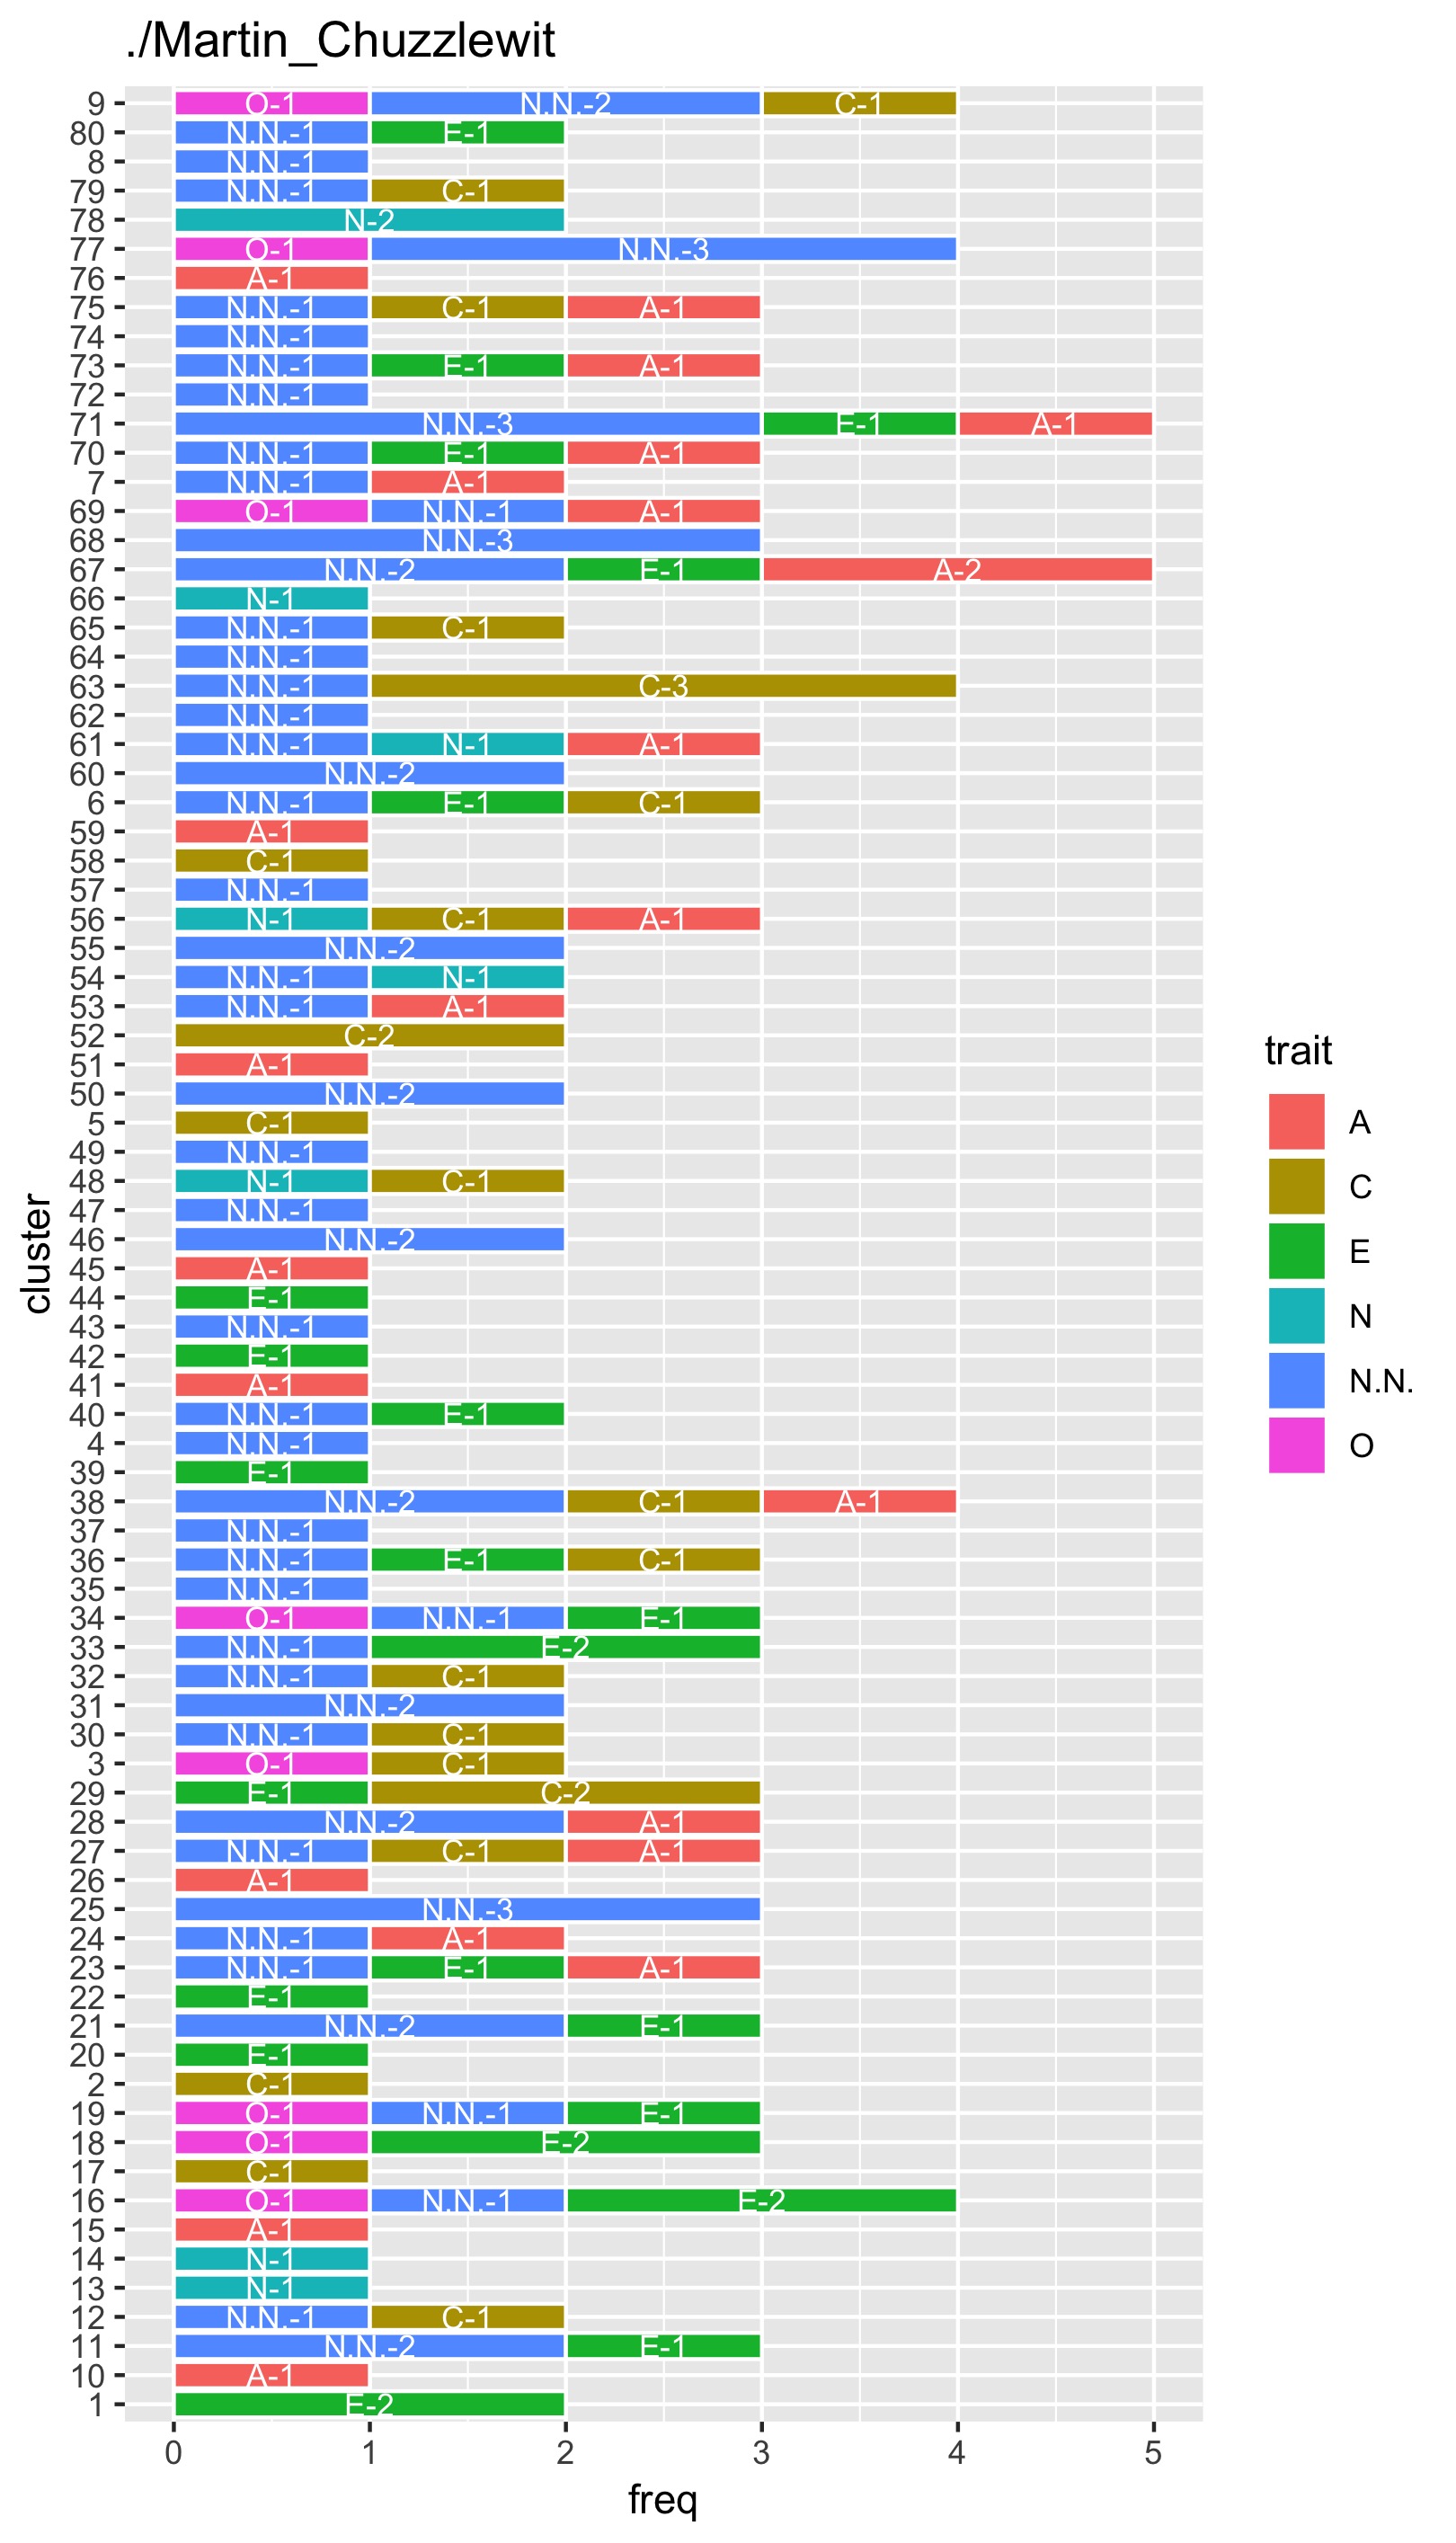 ./Martin_Chuzzlewit
9 O-1 N.N.-2 C-1
80 N.N.-1 E-1
8 N.N.-1
79 N.N.-1 C-1
78 N-2
77 O-1 N.N.-3
76 A-1
75 N.N.-1 C-1 A-1
74 N.N.-1
73 N.N.-1 E-1 A-1
72 N.N.-1
71 N.N.-3 E-1 A-1
70 N.N.-1 E-1 A-1
7 N.N.-1 A-1
69 O-1 N.N.-1 A-1
68 N.N.-3
67 N.N.-2 E-1 A-2
66 N-1
65 N.N.-1 C-1
64 N.N.-1
63 N.N.-1 C-3
62 N.N.-1
61 N.N.-1 N-1 A-1
60 N.N.-2
6 N.N.-1 E-1 C-1
59 A-1
58 C-1
57 N.N.-1
56 N-1 C-1 A-1
55 N.N.-2
54 N.N.-1 N-1
53 N.N.-1 A-1
52 C-2
51 A-1
50 N.N.-2
5 C-1
49 N.N.-1
48 N-1 C-1
47 N.N.-1
46 N.N.-2
45 A-1
44 E-1
43 N.N.-1
42 E-1
41 A-1
40 N.N.-1 E-1
4 N.N.-1
39 E-1
38 N.N.-2 C-1 A-1
37 N.N.-1
36 N.N.-1 E-1 C-1
35 N.N.-1
34 O-1 N.N.-1 E-1
33 N.N.-1 E-2
32 N.N.-1 C-1
31 N.N.-2
30 N.N.-1 C-1
3 O-1 C-1
29 E-1 C-2
28 N.N.-2 A-1
27 N.N.-1 C-1 A-1
26 A-1
25 N.N.-3
24 N.N.-1 A-1
23 N.N.-1 E-1 A-1
22 E-1
21 N.N.-2 E-1
20 E-1
2 C-1
19 O-1 N.N.-1 E-1
18 O-1 E-2
17 C-1
16 O-1 N.N.-1 E-2
15 A-1
14 N-1
13 N-1
12 N.N.-1 C-1
11 N.N.-2 E-1
10 A-1
1 E-2
0 1 2 3 4 5
freq
cluster
trait
A
C
E
N
N.N.
O